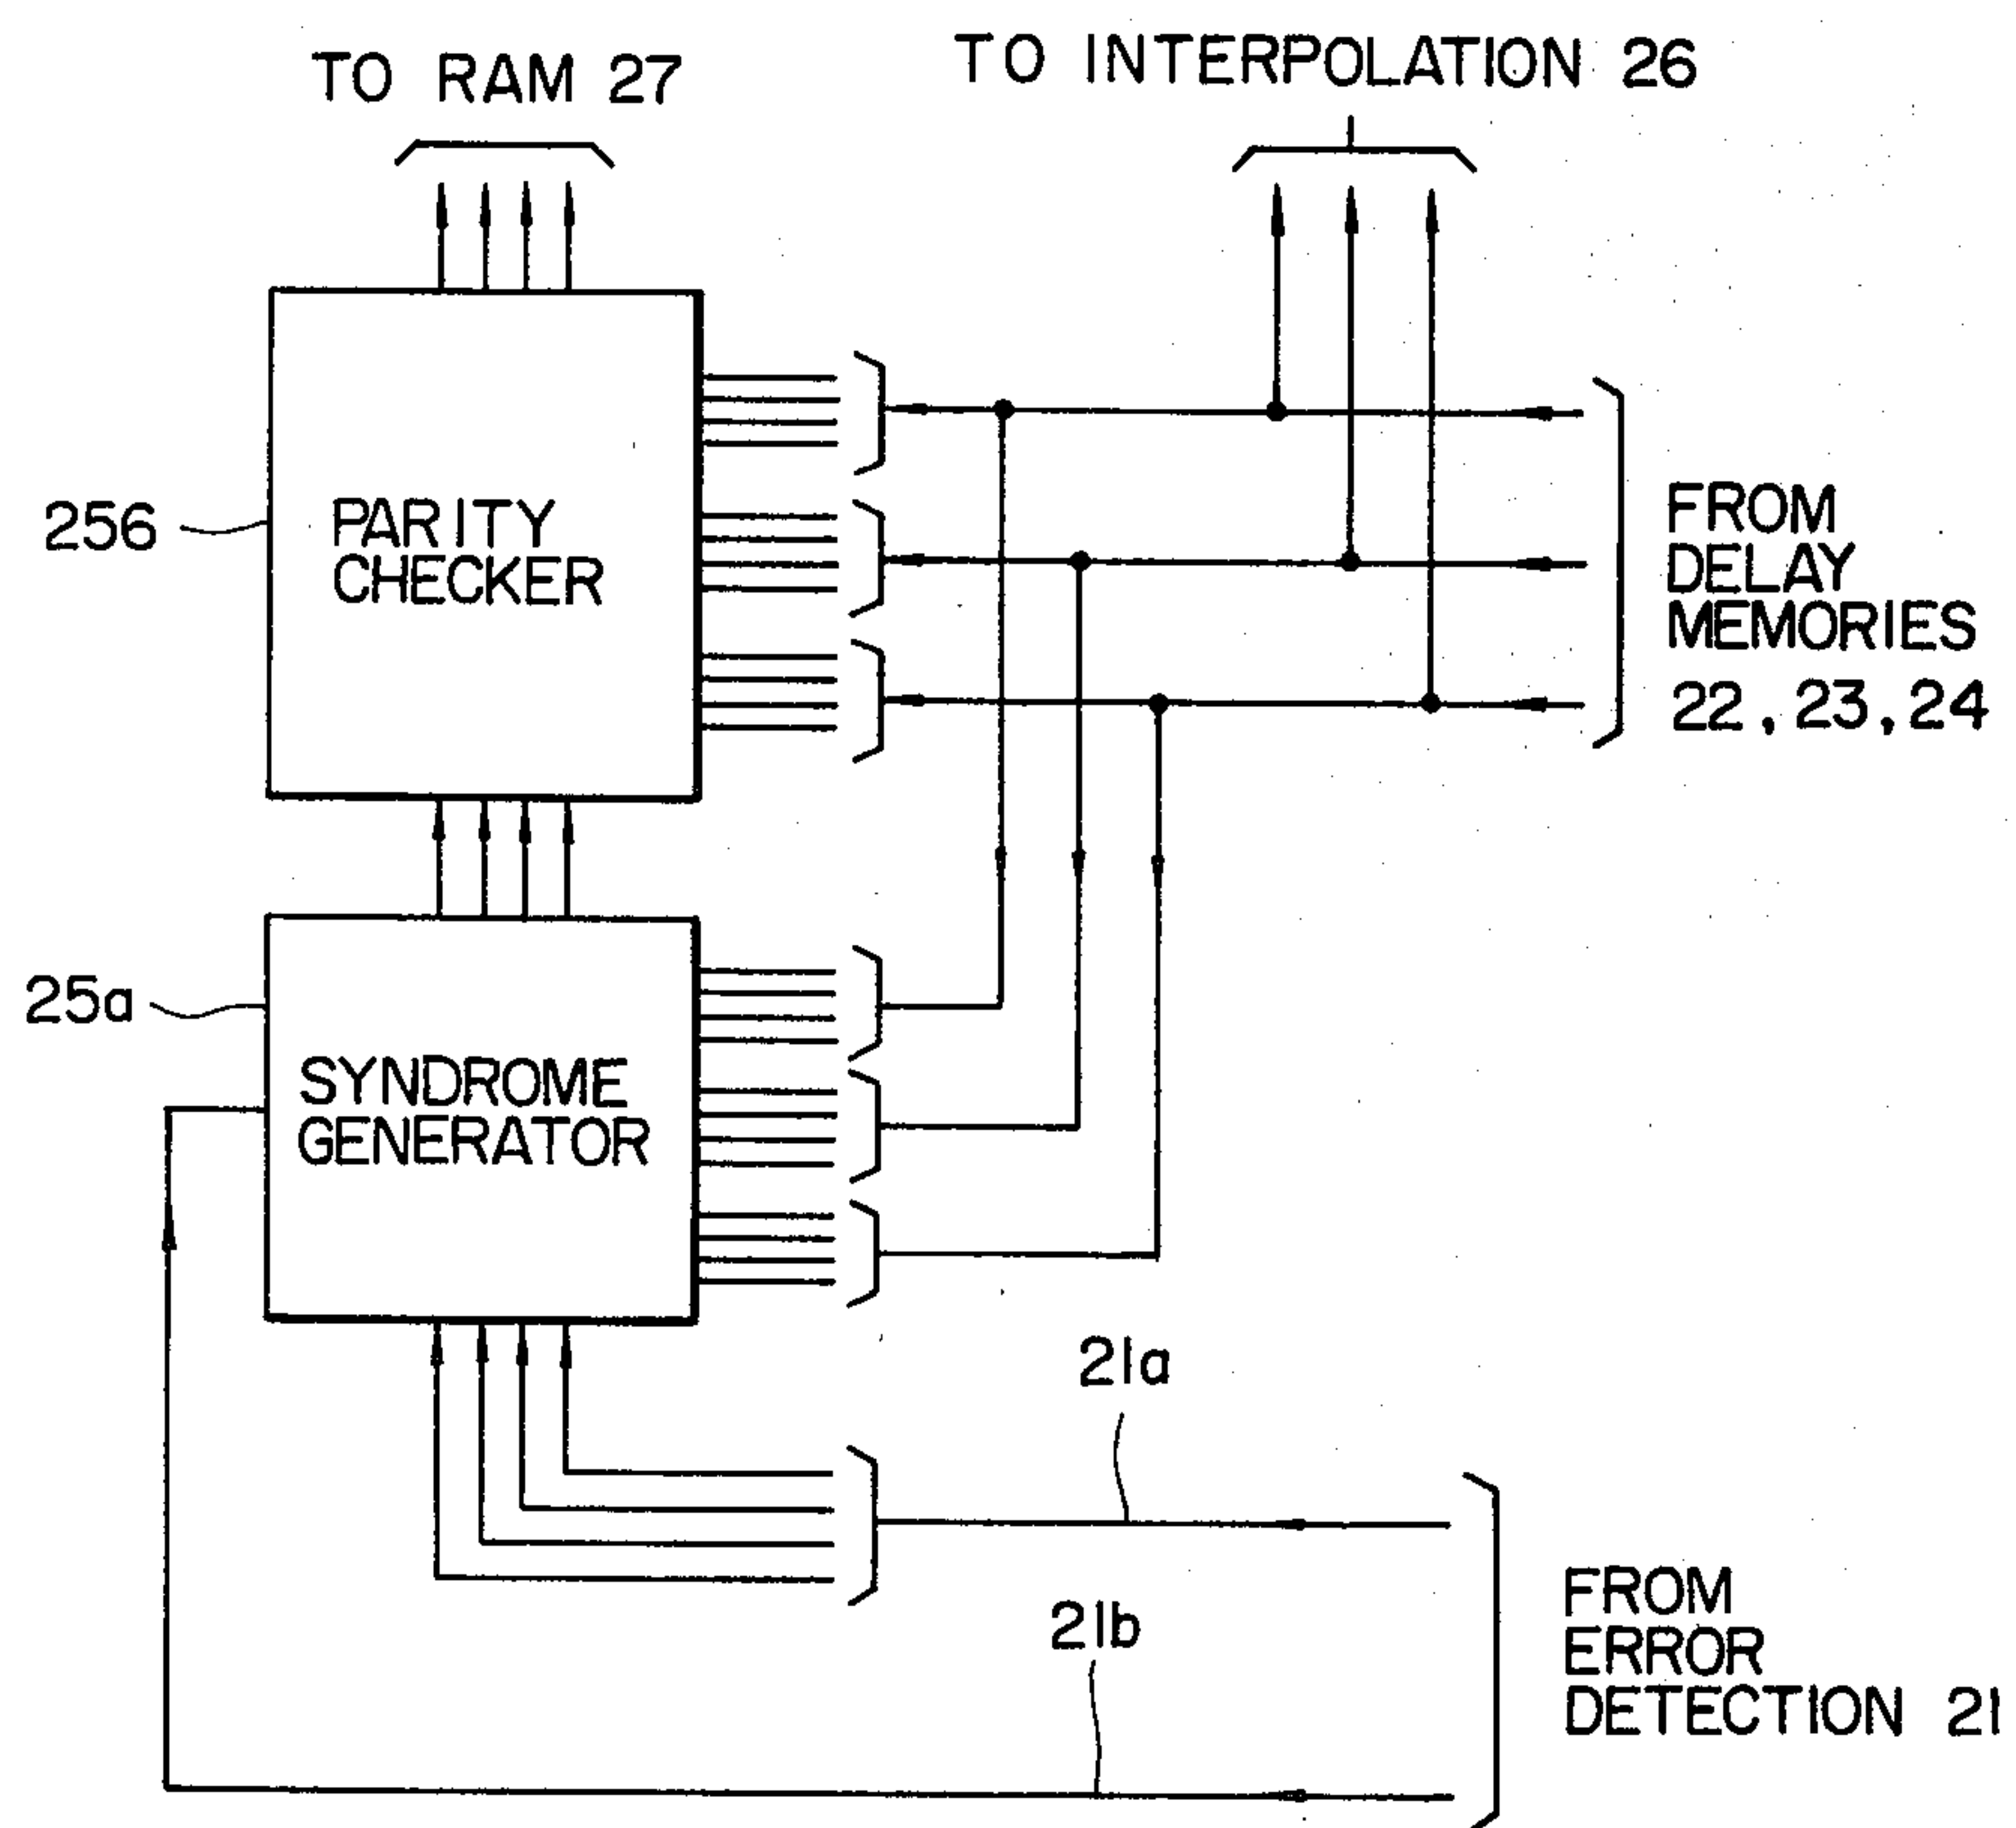 TO RAM 27
TO INTERPOLATION 26
256
PARITY
CHECKER
FROM
DELAY
MEMORIES
22, 23, 24
25a
SYNDROME
GENERATOR
21a
21b
FROM
ERROR
DETECTION 21